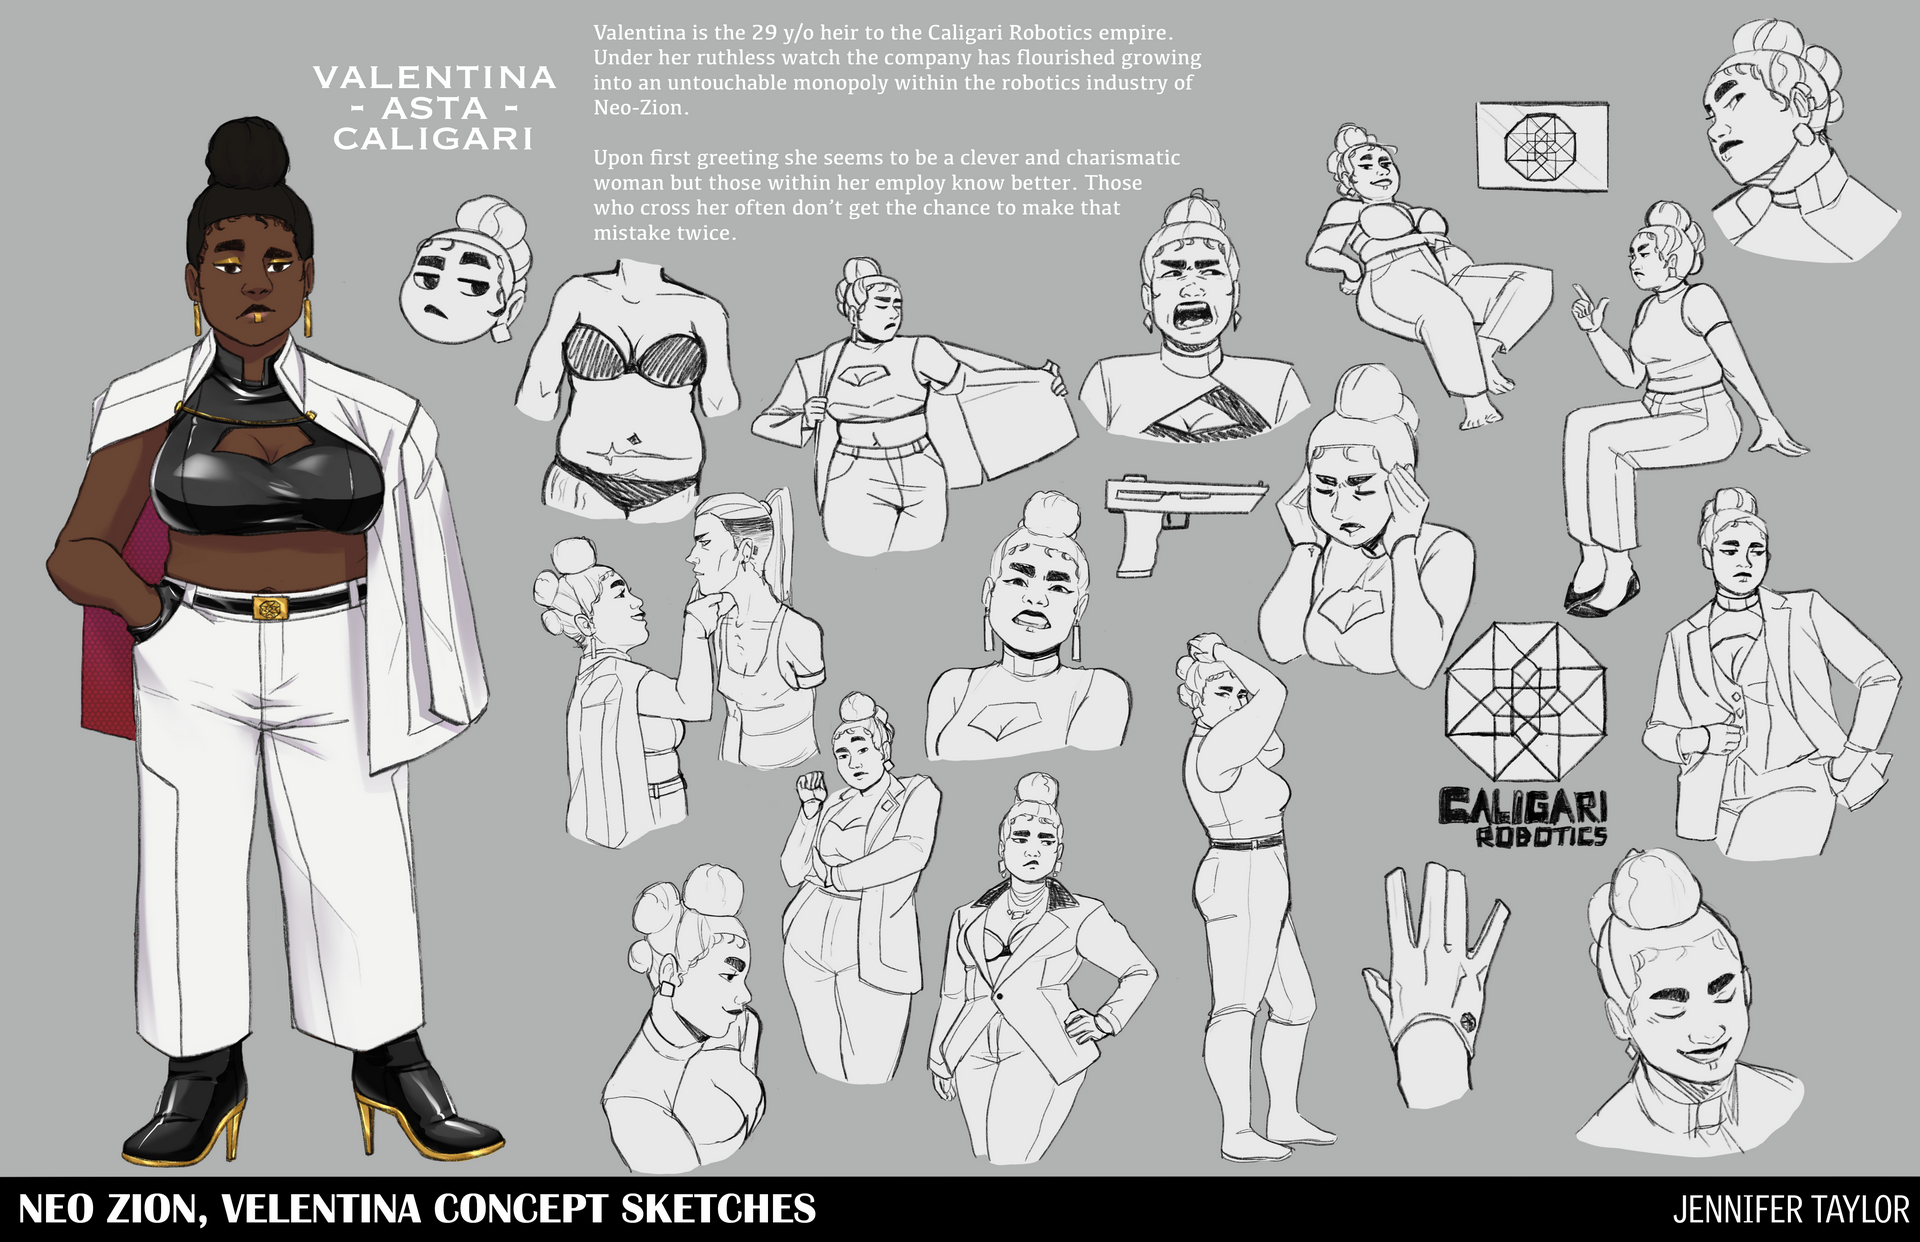 VALENTINA
- ASTA -
CALIGARI
Valentina is the 29 y/o heir to the Caligari Robotics empire.
Under her ruthless watch the company has flourished growing
into an untouchable monopoly within the robotics industry of
Neo-Zion.
Upon first greeting she seems to be a clever and charismatic
woman but those within her employ know better. Those
who cross her often don't get the chance to make that
mistake twice.
CALIGARI
ROBOTICS
NEO ZION, VELENTINA CONCEPT SKETCHES
JENNIFER TAYLOR